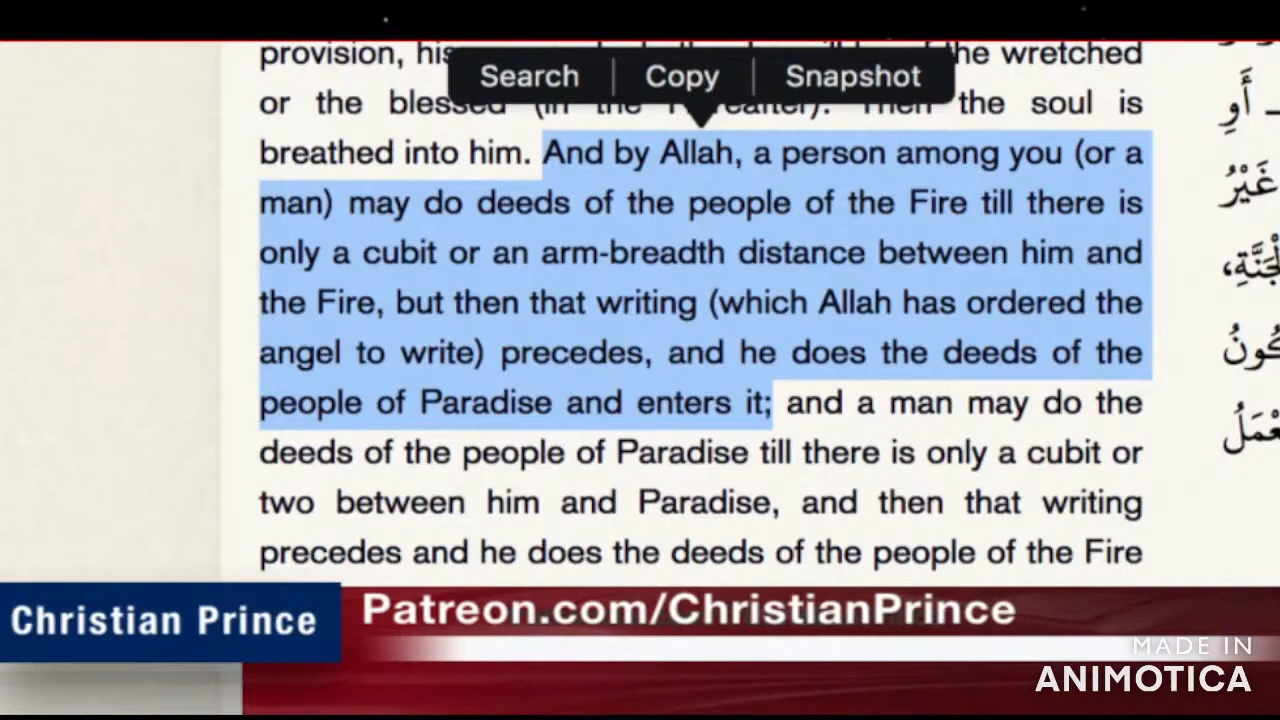 Search Copy Snapshot
provision, his the wretched
or the blessed (in the Hereafter). Then the soul is
breathed into him. And by Allah, a person among you (or a
man) may do deeds of the people of the Fire till there is
only a cubit or an arm-breadth distance between him and
the Fire, but then that writing (which Allah has ordered the
angel to write) precedes, and he does the deeds of the
people of Paradise and enters it; and a man may do the
deeds of the people of Paradise till there is only a cubit or
two between him and Paradise, and then that writing
precedes and he does the deeds of the people of the Fire
أَوِ
غَيْرُ
Christian Prince
Patreon.com/ChristianPrince
MADE IN
ANIMOTICA